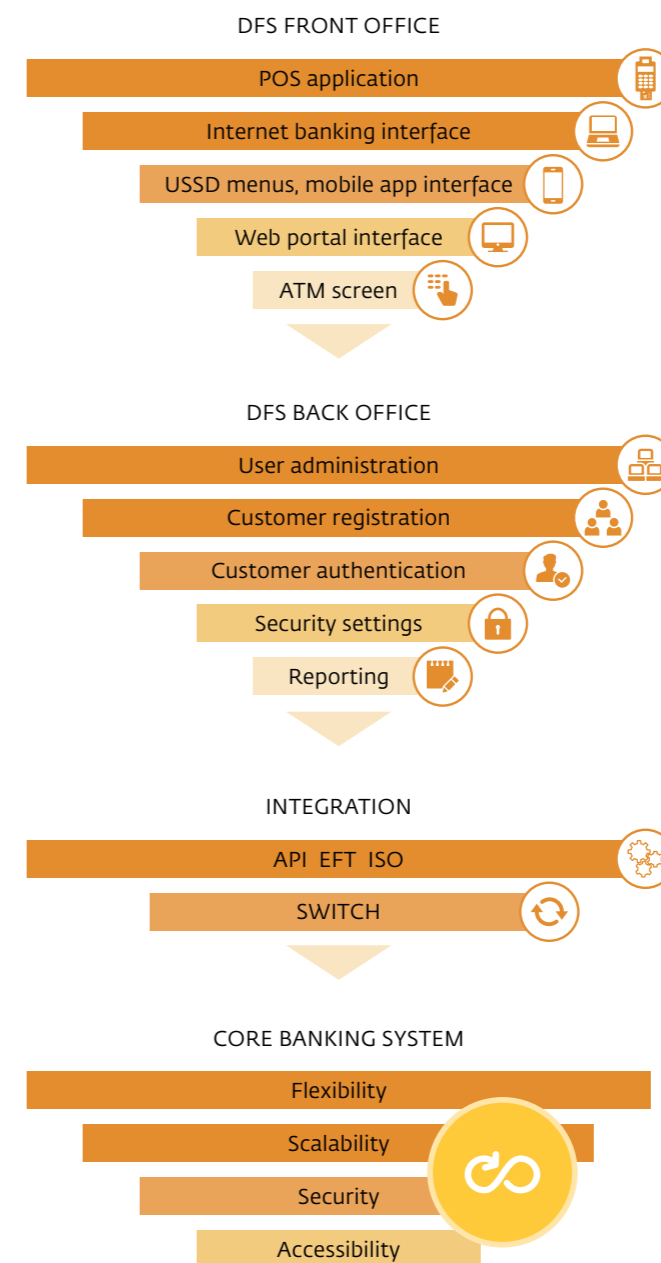 DFS FRONT OFFICE
POS application
Internet banking interface
USSD menus, mobile app interface
Web portal interface
ATM screen
DFS BACK OFFICE
User administration
Customer registration
Customer authentication
Security settings
Reporting
INTEGRATION
API EFT ISO
SWITCH
CORE BANKING SYSTEM
Flexibility
Scalability
Security
Accessibility